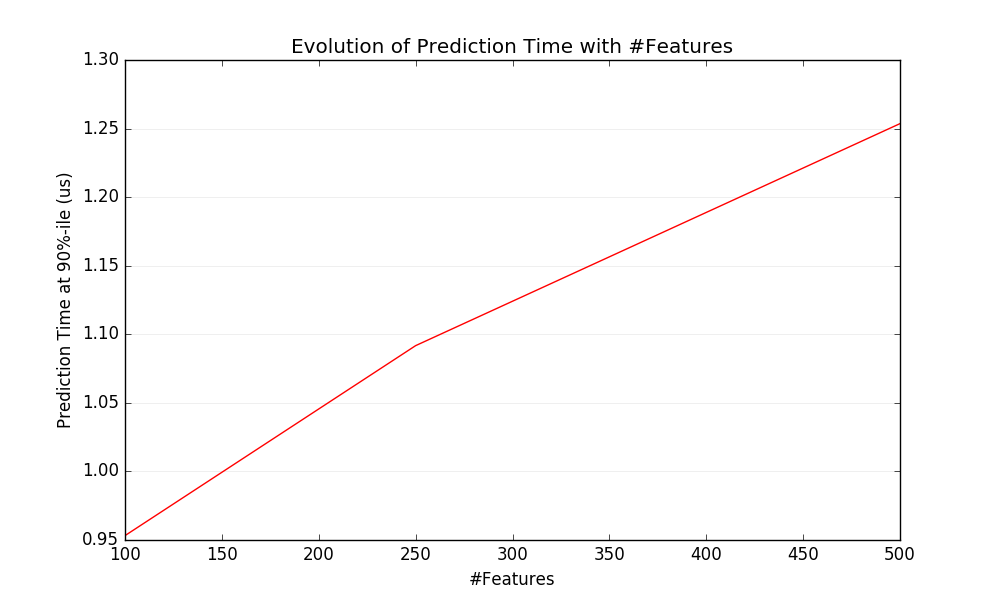 Evolution of Prediction Time with #Features
1.30
1.25
1.20
1.15
1.10
1.05
1.00
0.95
Prediction Time at 90%-ile (us)
100 150 200 250 300 350 400 450 500
#Features